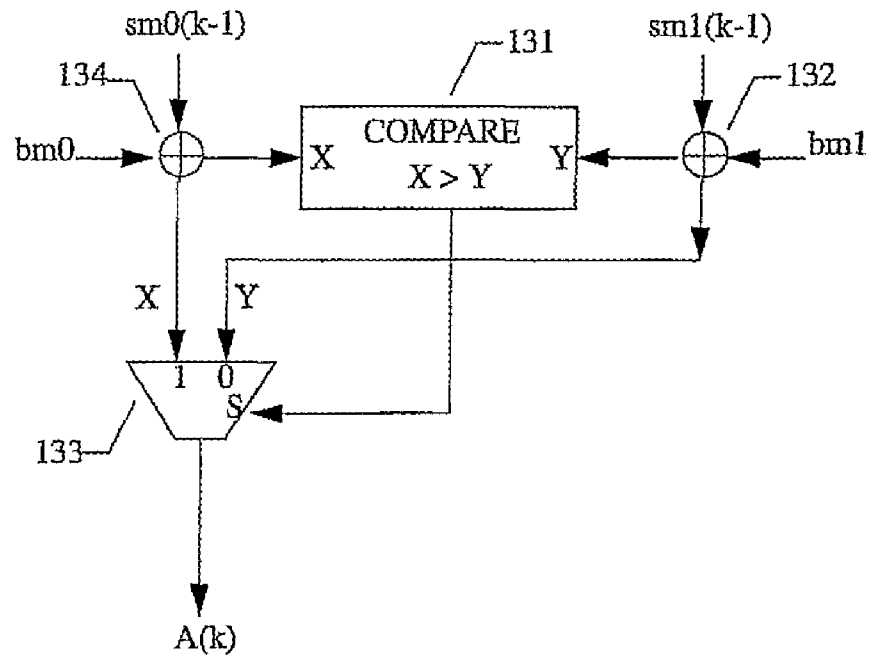 sm0(k-1)
131
sm1(k-1)
134
132
COMPARE
bm0
X
Y
bm1
X > Y
X
Y
1
0
S
133
A(k)